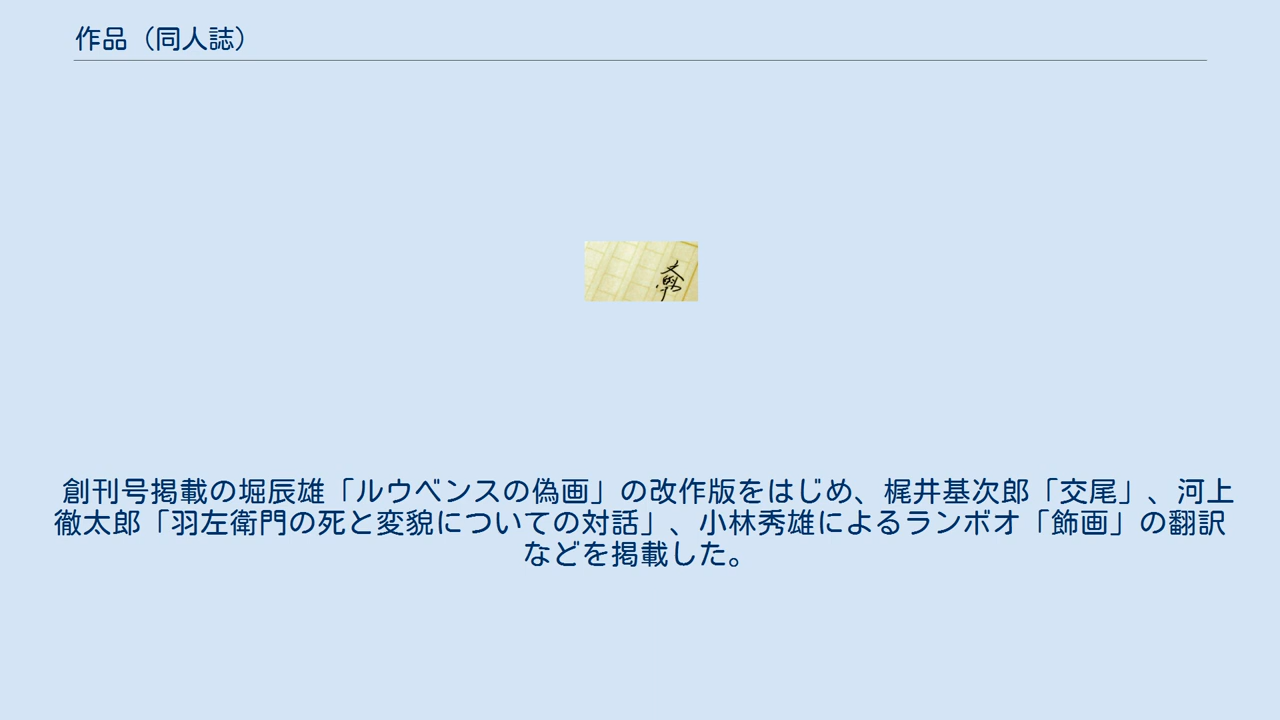 作品（同人誌）
創刊号掲載の堀辰雄「ルウベンスの偽画」の改作版をはじめ、梶井基次郎「交尾」、河上
徹太郎「羽左衛門の死と変貌についての対話」、小林秀雄によるランボオ「飾画」の翻訳
などを掲載した。